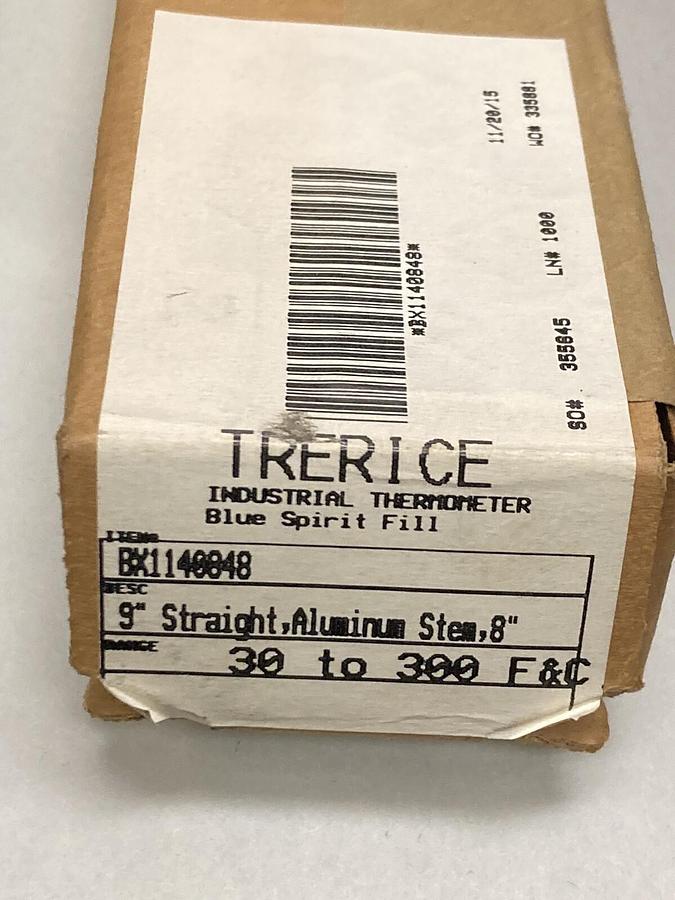 11/20/15
WO# 335881
LN# 1000
SO# 355645
*BX1140848*
TRERICE
INDUSTRIAL THERMOMETER
Blue Spirit Fill
ITEM#
BX1140848
DESC
9" Straight,Aluminum Stem,8"
RANGE
30 to 300 F&C